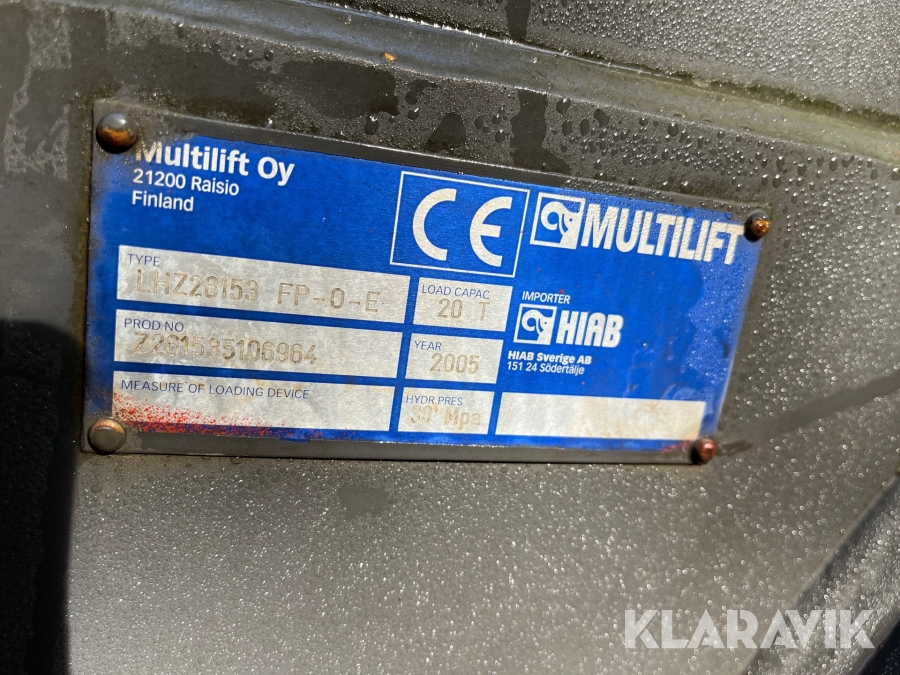 Multilift Oy
21200 Raisio
Finland
CE
MULTILIFT
TYPE
LHZ26153 FP-O-E
LOAD CAPAC
20 T
IMPORTER
HIAB
HIAB Sverige AB
151 24 Södertälje
PROD NO
Z261535106964
YEAR
2005
MEASURE OF LOADING DEVICE
HYDR PRES
30 Mpa
KLARAVIK